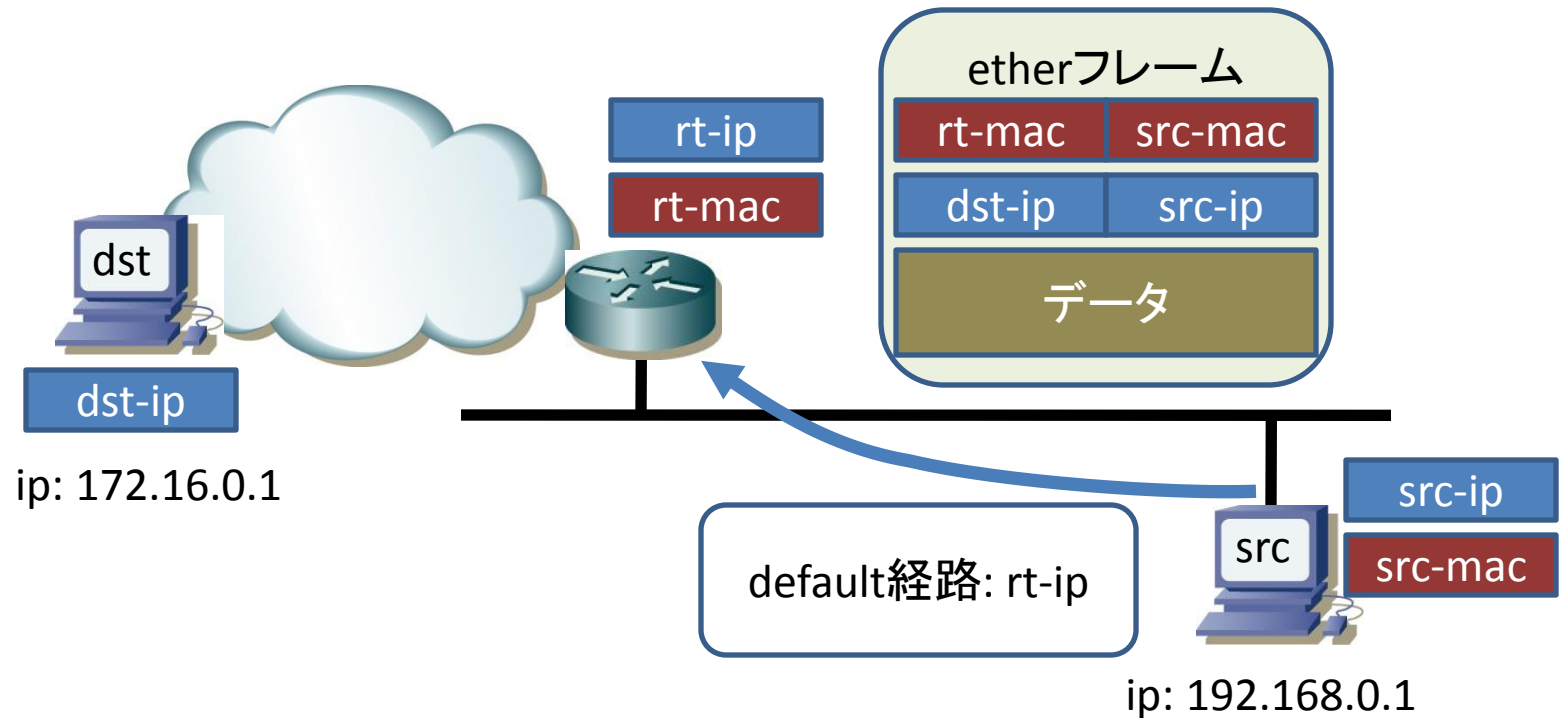 etherフレーム
rt-ip
rt-mac src-mac
rt-mac
dst-ip src-ip
dst
データ
dst-ip
ip: 172.16.0.1
src-ip
src
default経路: rt-ip
src-mac
ip: 192.168.0.1